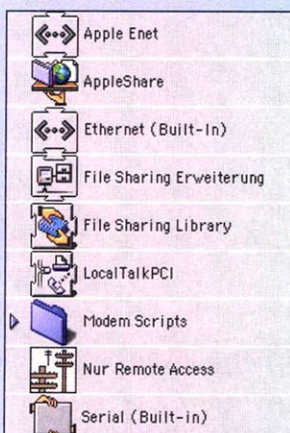 Apple Enet
AppleShare
Ethernet (Built-In)
File Sharing Erweiterung
File Sharing Library
LocalTalkPCI
Modem Scripts
Nur Remote Access
Serial (Built-in)